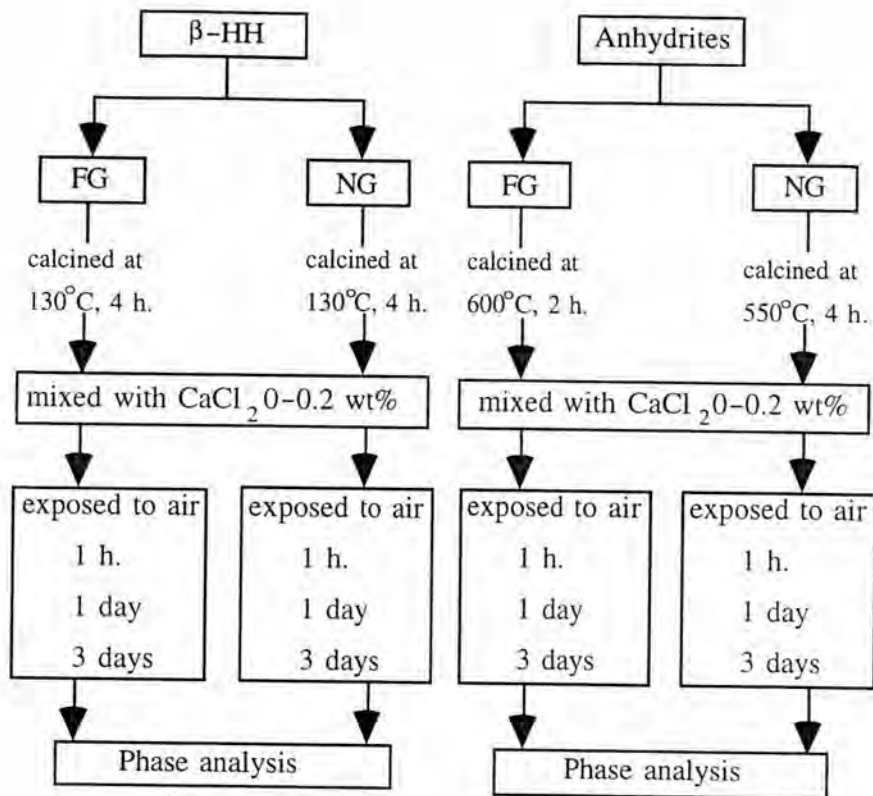 β-HH
FG
NG
calcined at
130°C, 4 h.
calcined at
130°C, 4 h.
mixed with CaCl₂ 0-0.2 wt%
exposed to air
1 h.
1 day
3 days
exposed to air
1 h.
1 day
3 days
Phase analysis
Anhydrites
FG
NG
calcined at
600°C, 2 h.
calcined at
550°C, 4 h.
mixed with CaCl₂ 0-0.2 wt%
exposed to air
1 h.
1 day
3 days
exposed to air
1 h.
1 day
3 days
Phase analysis